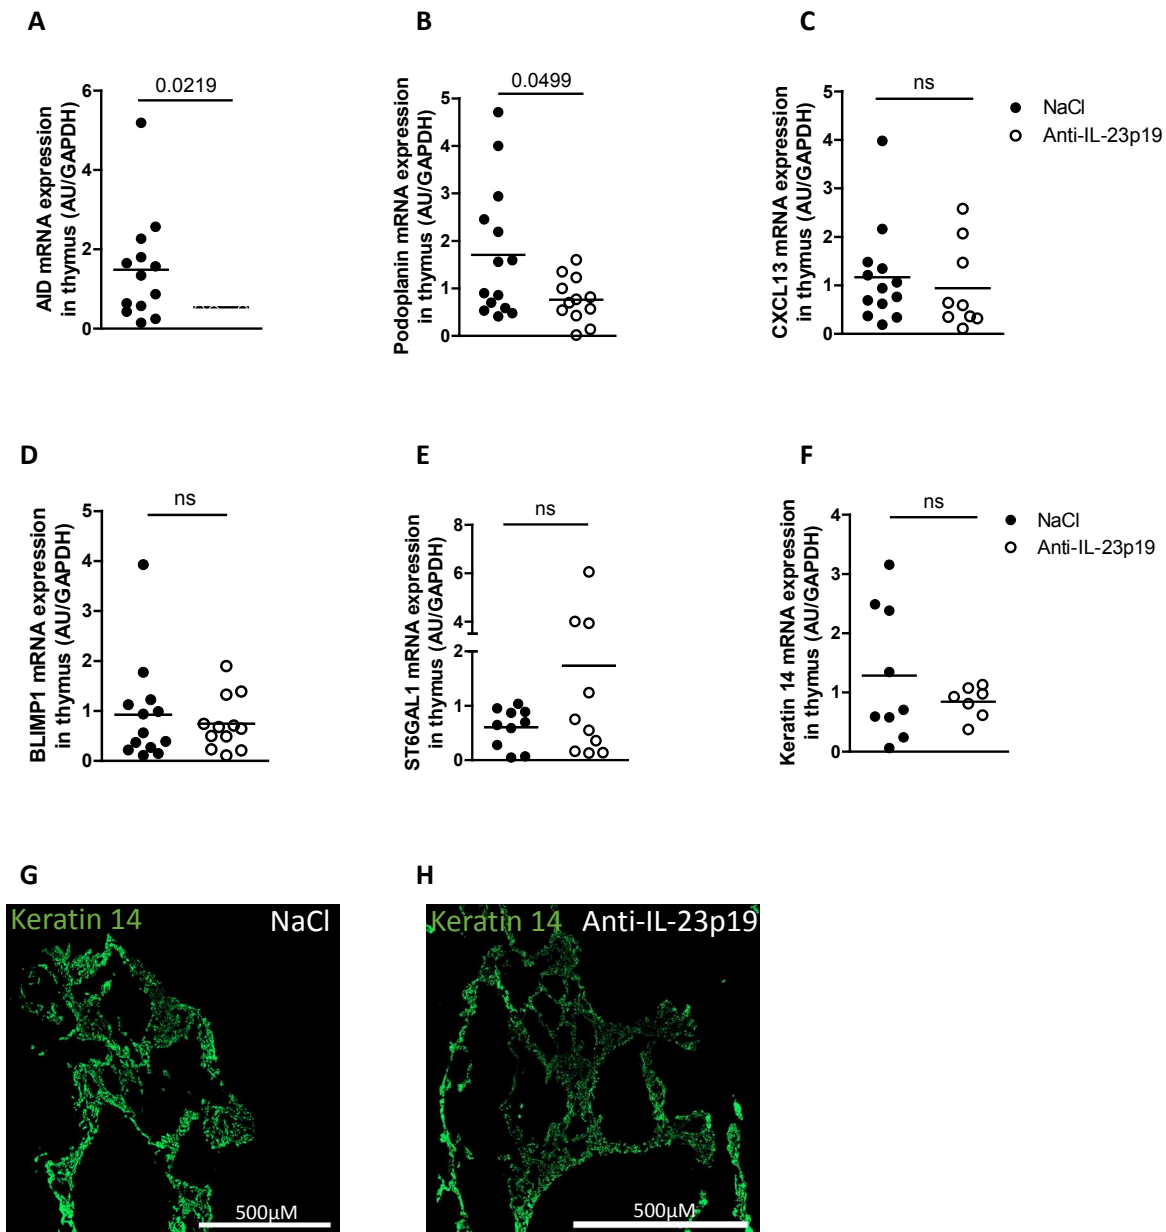 A
B
C
0.0219
0.0499
ns
AID mRNA expression
in thymus (AU/GAPDH)
6
4
2
0
Podoplanin mRNA expression
in thymus (AU/GAPDH)
5
4
3
2
1
0
CXCL13 mRNA expression
in thymus (AU/GAPDH)
5
4
3
2
1
0
NaCl
Anti-IL-23p19
D
E
F
ns
ns
ns
BLIMP1 mRNA expression
in thymus (AU/GAPDH)
5
4
3
2
1
0
ST6GAL1 mRNA expression
in thymus (AU/GAPDH)
8
6
4
2
1
0
Keratin 14 mRNA expression
in thymus (AU/GAPDH)
4
3
2
1
0
NaCl
Anti-IL-23p19
G
H
Keratin 14 NaCl
Keratin 14 Anti-IL-23p19
500μM
500μM